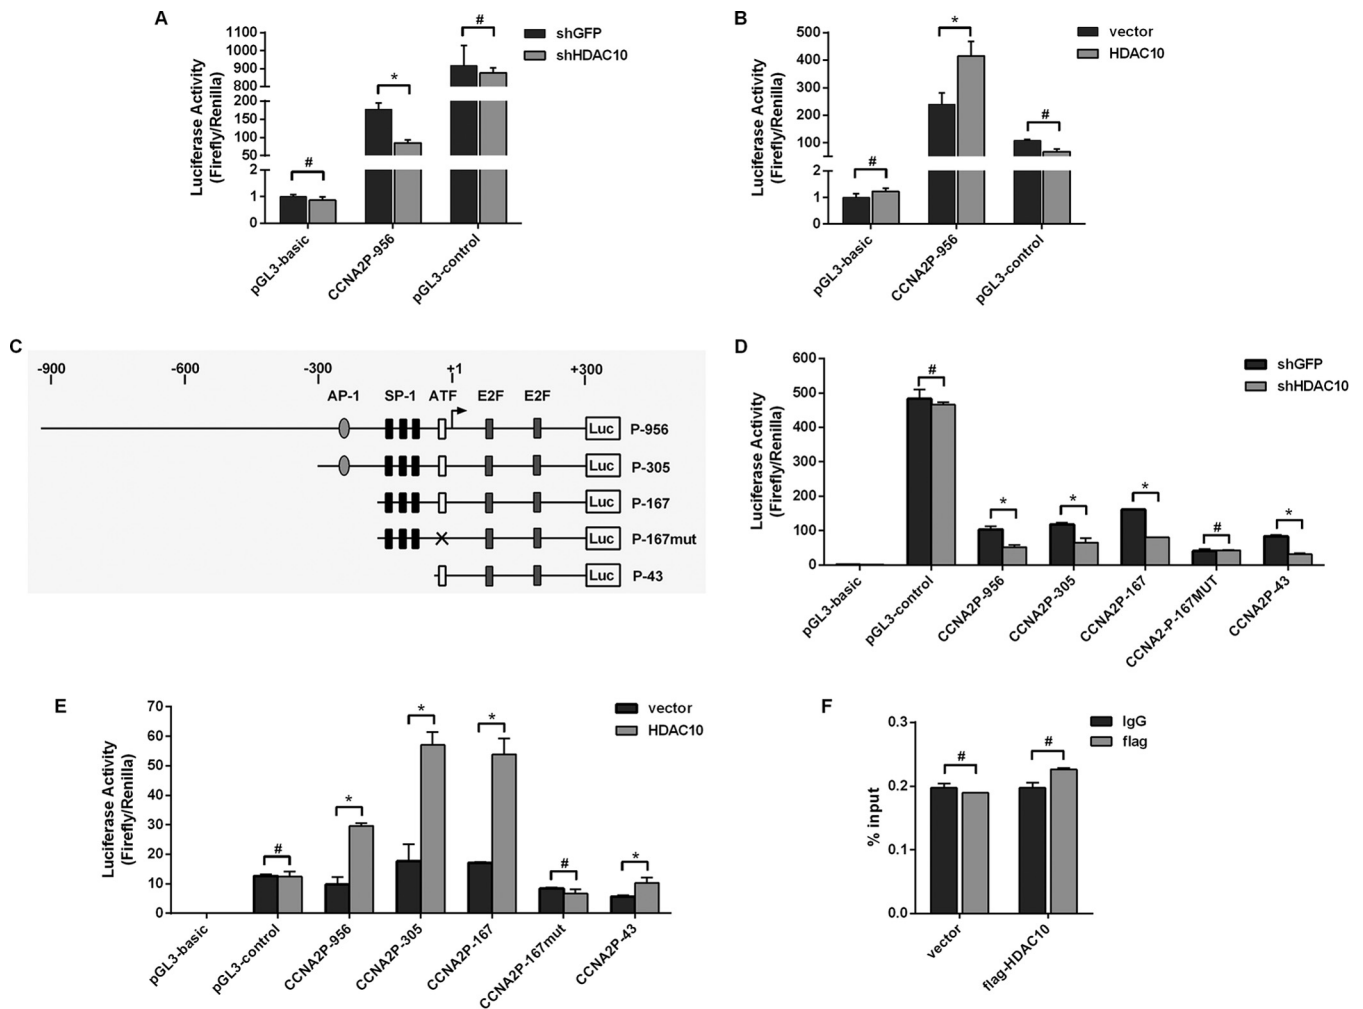 A
Luciferase Activity
(Firefly/Renilla)
1100
1000
900
800
200
150
100
50
2
1
0
#
*
#
shGFP
shHDAC10
pGL3-basic
CCNA2P-956
pGL3-control
B
Luciferase Activity
(Firefly/Renilla)
500
400
300
200
100
2
1
0
#
*
#
vector
HDAC10
pGL3-basic
CCNA2P-956
pGL3-control
C
-900 -600 -300 +1 +300
AP-1 SP-1 ATF E2F E2F
Luc P-956
Luc P-305
Luc P-167
Luc P-167mut
Luc P-43
D
Luciferase Activity
(Firefly/Renilla)
600
500
400
300
200
100
0
#
*
*
*
#
*
shGFP
shHDAC10
pGL3-basic
pGL3-control
CCNA2P-956
CCNA2P-305
CCNA2P-167
CCNA2-P-167MUT
CCNA2P-43
E
Luciferase Activity
(Firefly/Renilla)
70
60
50
40
30
20
10
0
#
*
*
*
#
*
vector
HDAC10
pGL3-basic
pGL3-control
CCNA2P-956
CCNA2P-305
CCNA2P-167
CCNA2P-167mut
CCNA2P-43
F
% input
0.3
0.2
0.1
0.0
#
#
IgG
flag
vector
flag-HDAC10